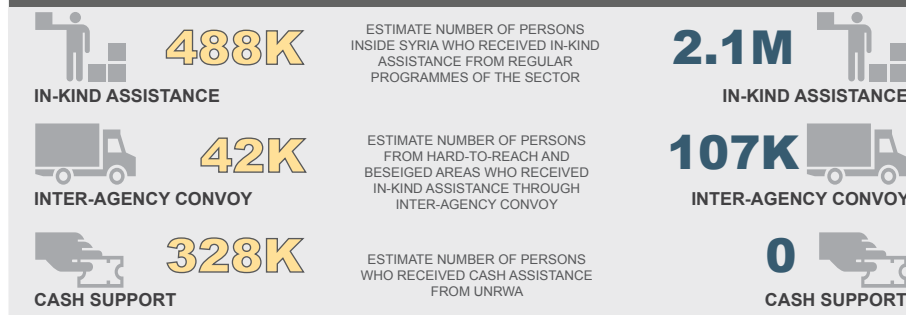 488K
IN-KIND ASSISTANCE
ESTIMATE NUMBER OF PERSONS
INSIDE SYRIA WHO RECEIVED IN-KIND
ASSISTANCE FROM REGULAR
PROGRAMMES OF THE SECTOR
2.1M
IN-KIND ASSISTANCE
42K
INTER-AGENCY CONVOY
ESTIMATE NUMBER OF PERSONS
FROM HARD-TO-REACH AND
BESEIGED AREAS WHO RECEIVED
IN-KIND ASSISTANCE THROUGH
INTER-AGENCY CONVOY
107K
INTER-AGENCY CONVOY
328K
CASH SUPPORT
ESTIMATE NUMBER OF PERSONS
WHO RECEIVED CASH ASSISTANCE
FROM UNRWA
0
CASH SUPPORT